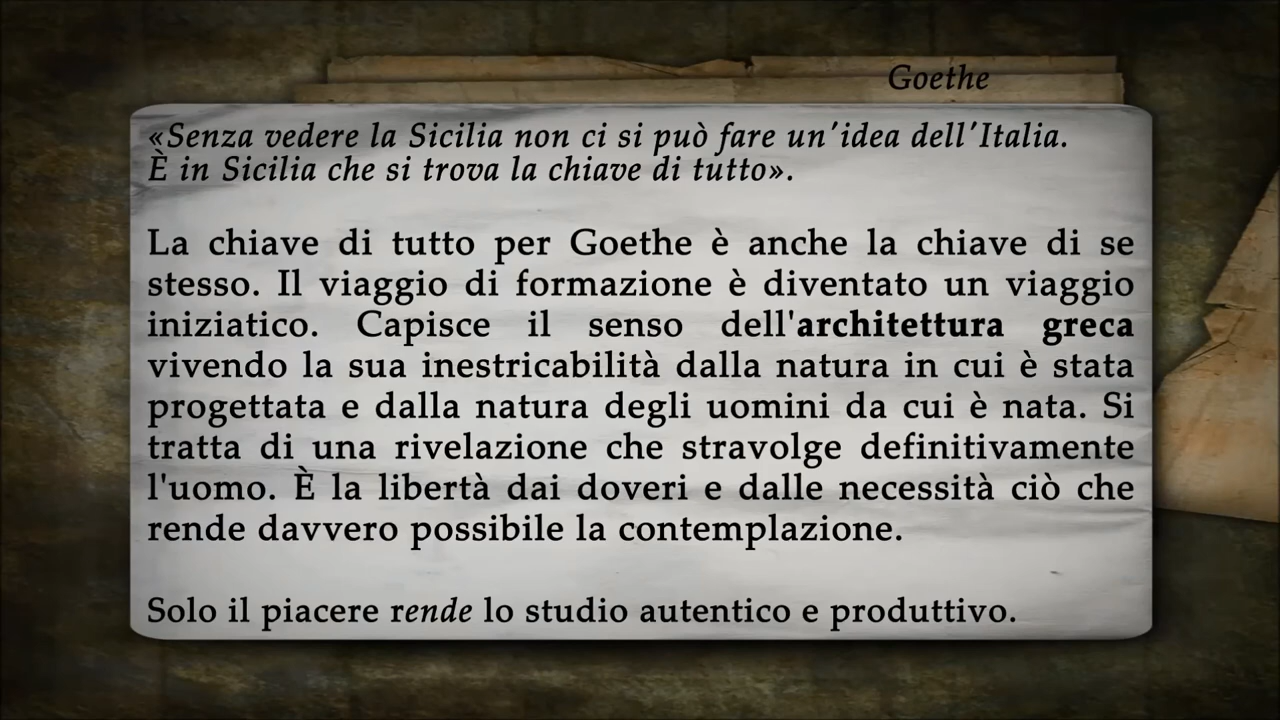 Goethe
«Senza vedere la Sicilia non ci si può fare un'idea dell'Italia.
È in Sicilia che si trova la chiave di tutto».
La chiave di tutto per Goethe è anche la chiave di se
stesso. Il viaggio di formazione è diventato un viaggio
iniziatico. Capisce il senso dell'architettura greca
vivendo la sua inestricabilità dalla natura in cui è stata
progettata e dalla natura degli uomini da cui è nata. Si
tratta di una rivelazione che stravolge definitivamente
l'uomo. È la libertà dai doveri e dalle necessità ciò che
rende davvero possibile la contemplazione.
Solo il piacere rende lo studio autentico e produttivo.